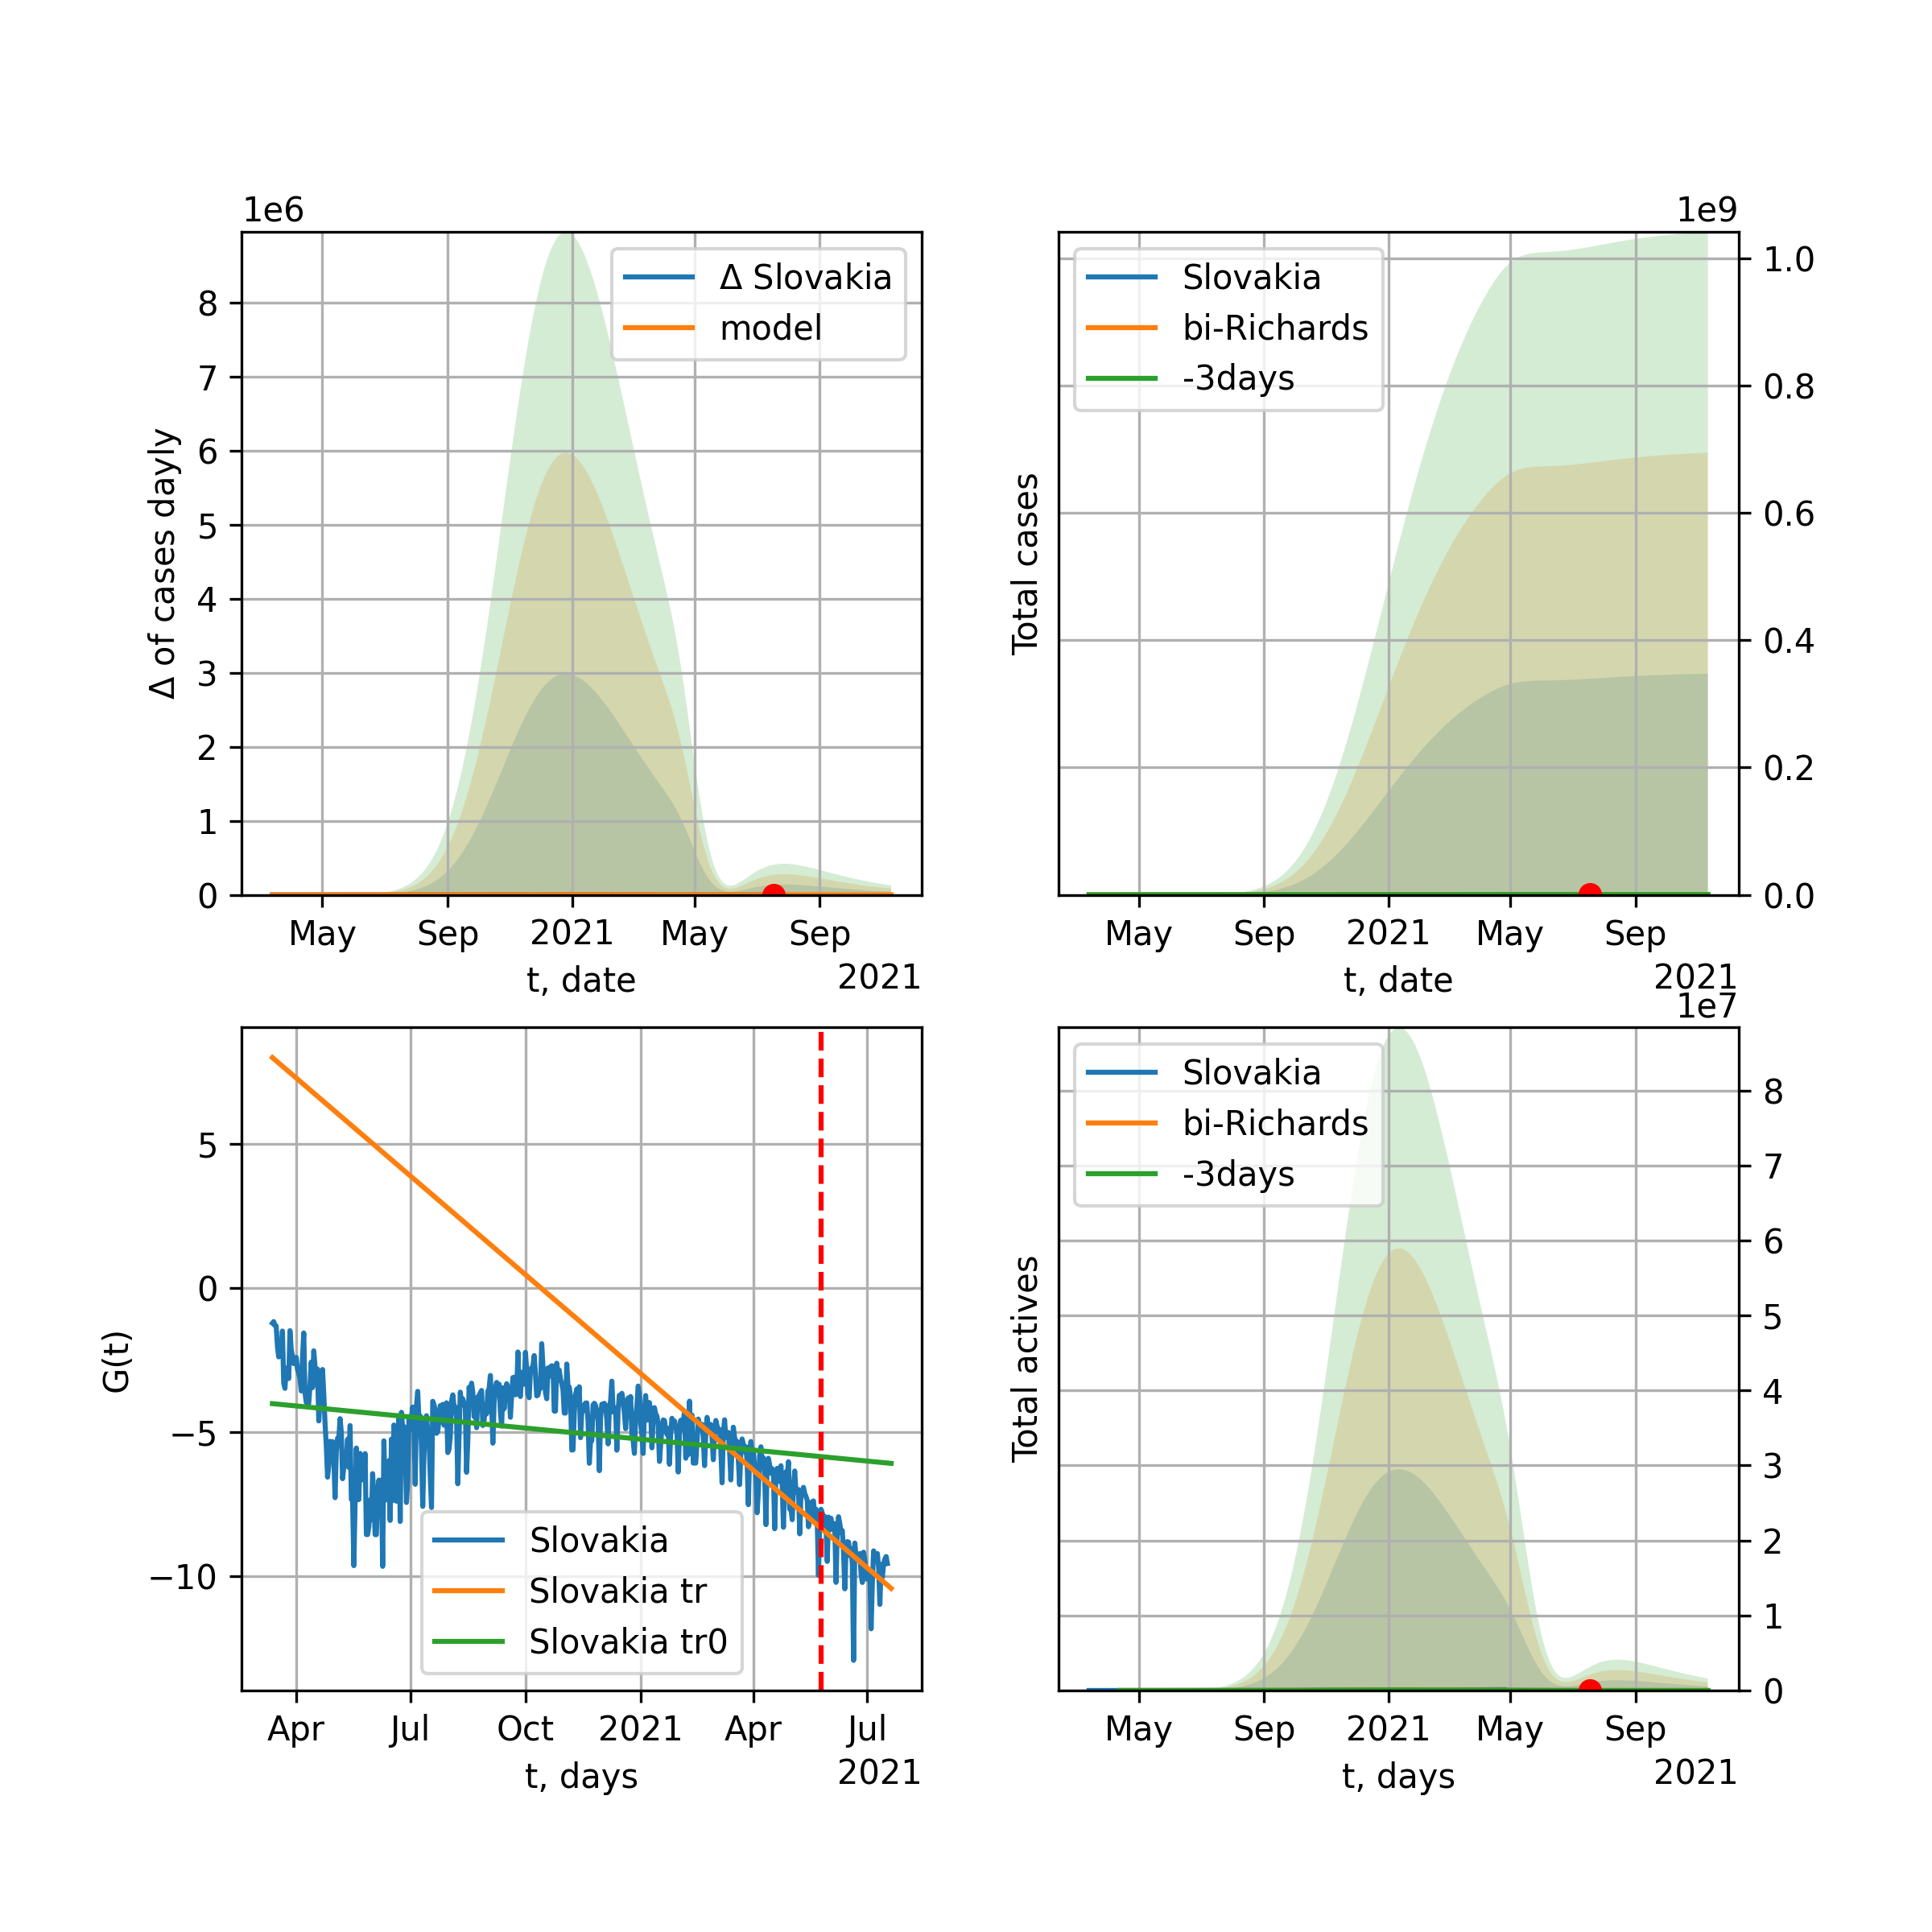 1e6
Δ of cases dayly
8
7
6
5
4
3
2
1
0
Δ Slovakia
model
May
Sep
2021
May
Sep
t, date
2021
1e9
Total cases
Slovakia
bi-Richards
-3days
1.0
0.8
0.6
0.4
0.2
0.0
May
Sep
2021
May
Sep
t, date
2021
G(t)
5
0
−5
−10
Slovakia
Slovakia tr
Slovakia tr0
Apr
Jul
Oct
2021
Apr
Jul
t, days
2021
1e7
Total actives
Slovakia
bi-Richards
-3days
8
7
6
5
4
3
2
1
0
May
Sep
2021
May
Sep
t, days
2021